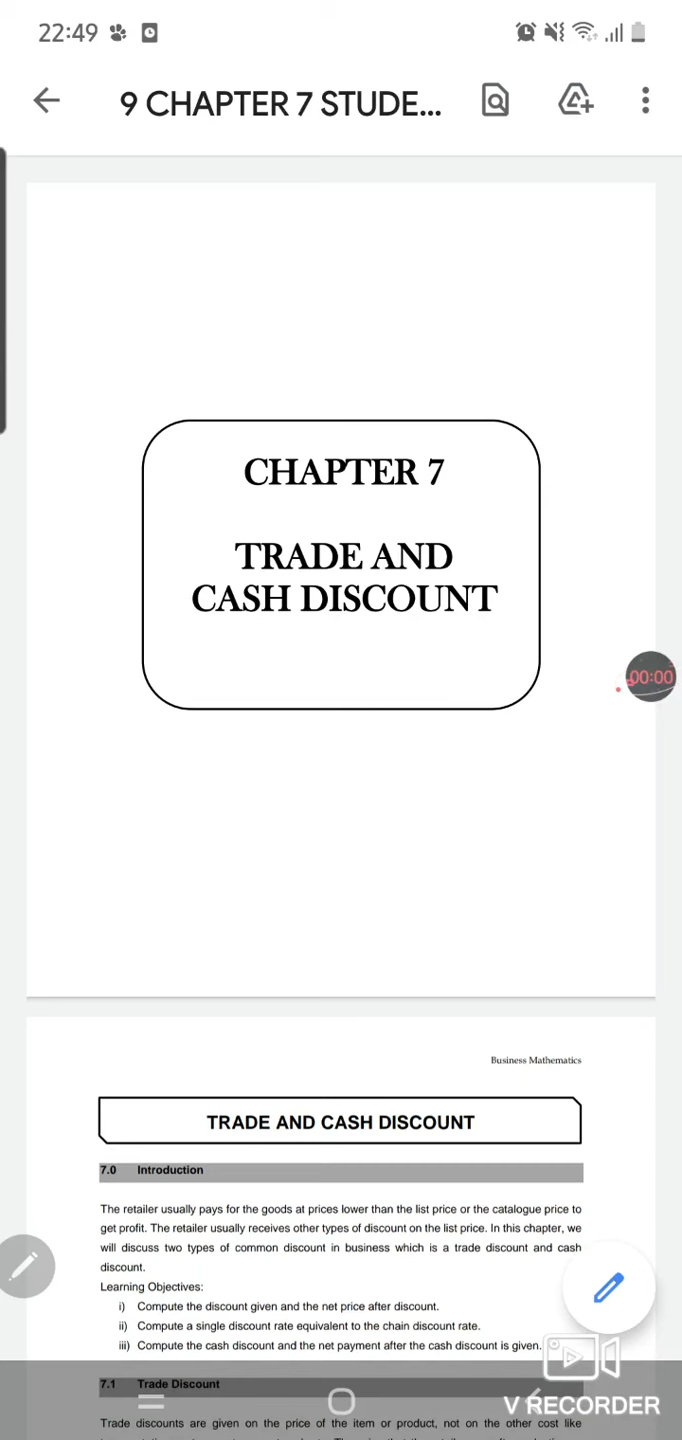 22:49
9 CHAPTER 7 STUDE...
CHAPTER 7
TRADE AND
CASH DISCOUNT
00:00
Business Mathematics
TRADE AND CASH DISCOUNT
7.0 Introduction
The retailer usually pays for the goods at prices lower than the list price or the catalogue price to
get profit. The retailer usually receives other types of discount on the list price. In this chapter, we
will discuss two types of common discount in business which is a trade discount and cash
discount.
Learning Objectives:
i) Compute the discount given and the net price after discount.
ii) Compute a single discount rate equivalent to the chain discount rate.
iii) Compute the cash discount and the net payment after the cash discount is given.
7.1 Trade Discount
V RECORDER
Trade discounts are given on the price of the item or product, not on the other cost like